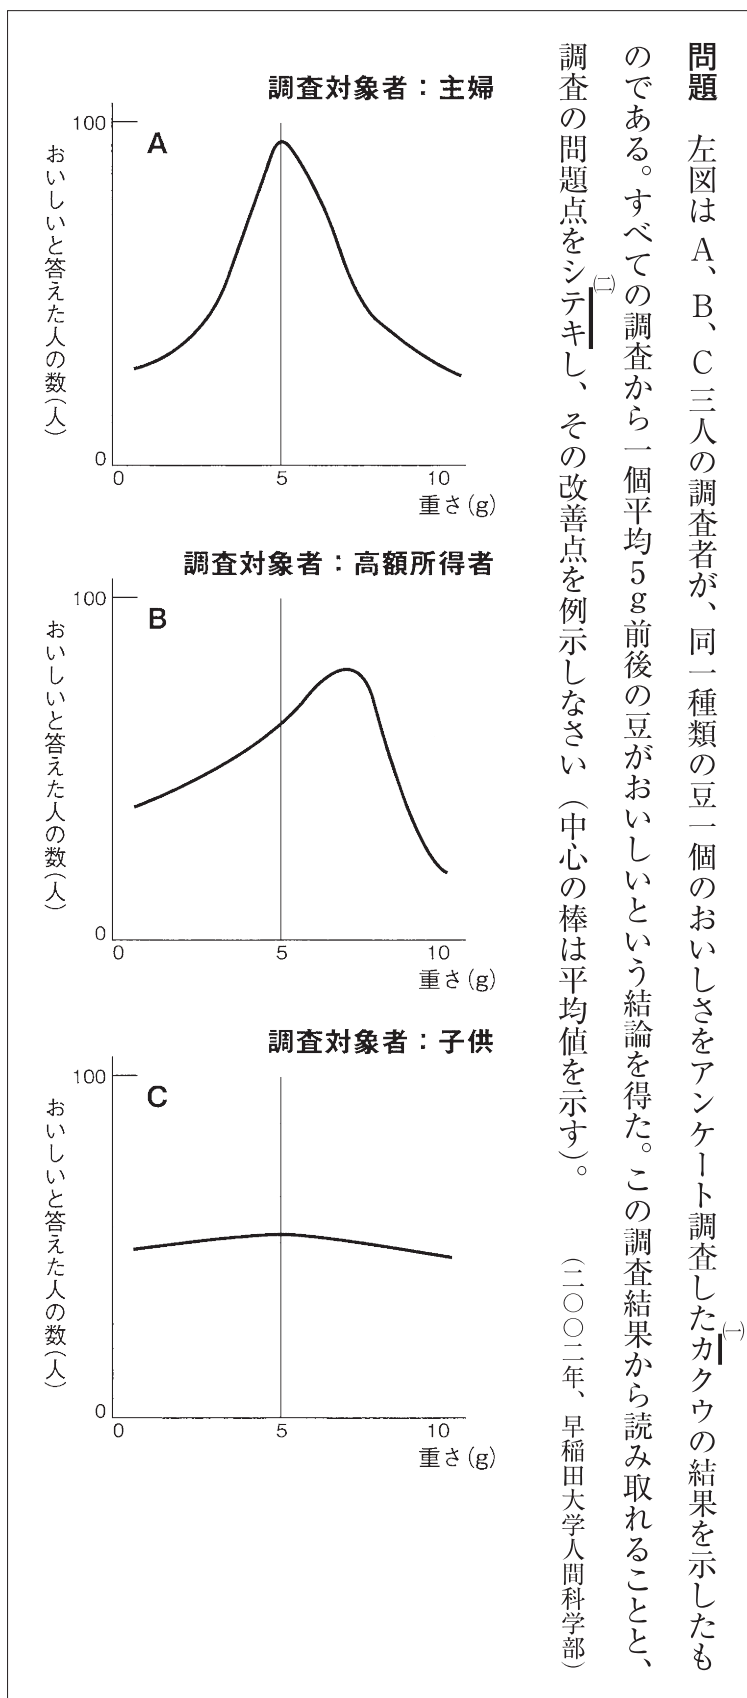 問題　左図はA、B、C三人の調査者が、同一種類の豆一個のおいしさをアンケート調査したカクウの結果を示したも
(一)
のである。すべての調査から一個平均5g前後の豆がおいしいという結論を得た。この調査結果から読み取れることと、
調査の問題点をシテキし、その改善点を例示しなさい（中心の棒は平均値を示す）。　（二〇〇二年、早稲田大学人間科学部）
(二)
調査対象者：主婦
100
A
おいしいと答えた人の数(人)
0
0 5 10
重さ(g)
調査対象者：高額所得者
100
B
おいしいと答えた人の数(人)
0
0 5 10
重さ(g)
調査対象者：子供
100
C
おいしいと答えた人の数(人)
0
0 5 10
重さ(g)